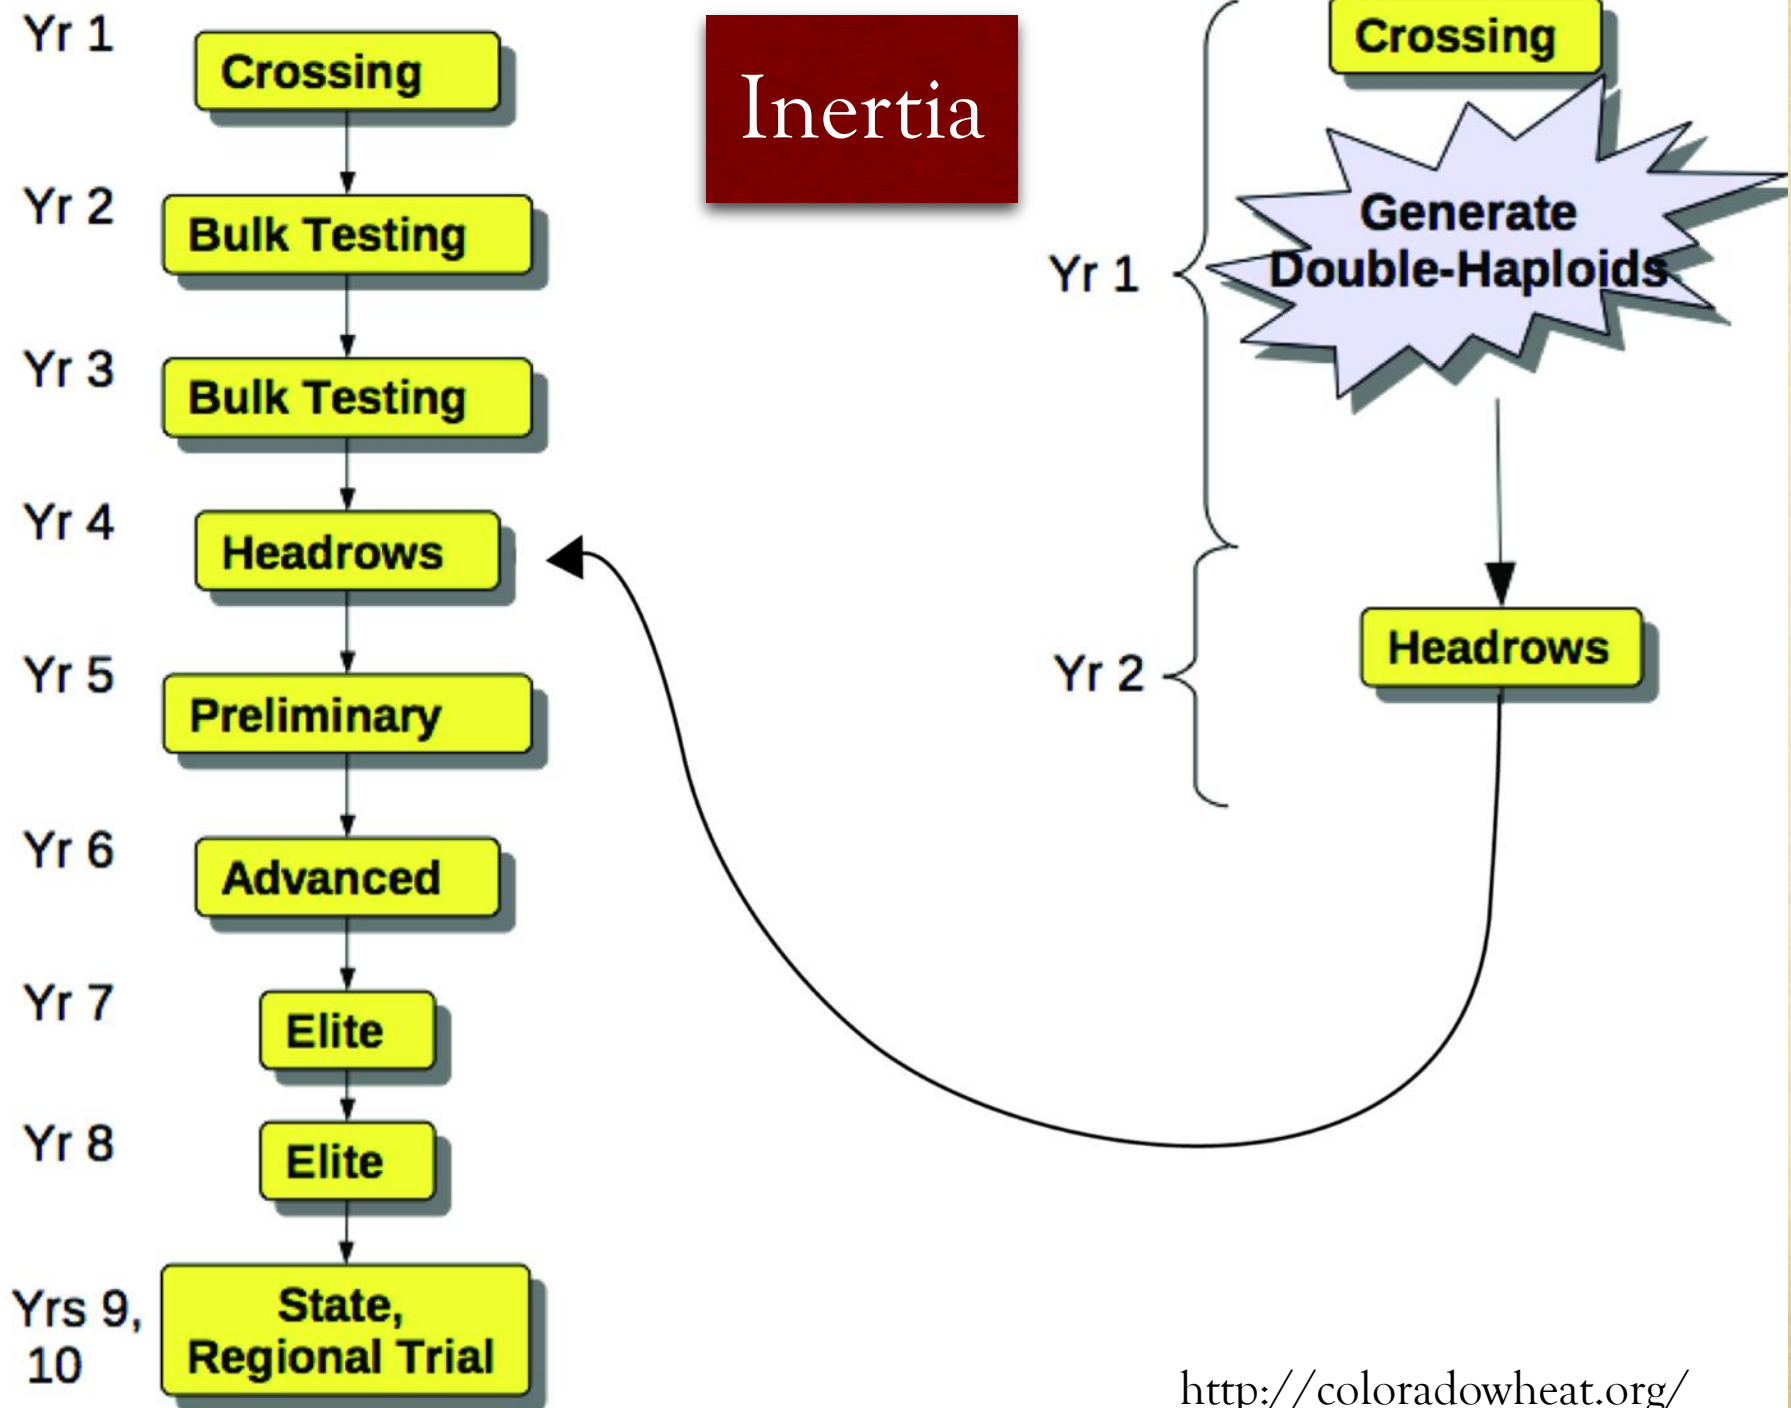 Yr 1
Crossing
Yr 2
Bulk Testing
Yr 3
Bulk Testing
Yr 4
Headrows
Yr 5
Preliminary
Yr 6
Advanced
Yr 7
Elite
Yr 8
Elite
Yrs 9,
10
State,
Regional Trial
Inertia
Yr 1
Crossing
Generate
Double-Haploids
Yr 2
Headrows
http://coloradowheat.org/